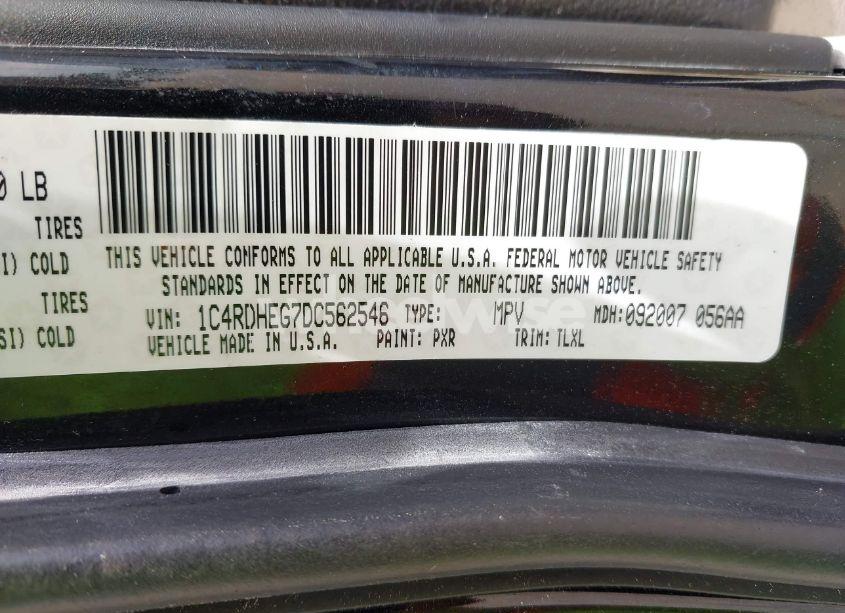 0 LB
TIRES
I) COLD
TIRES
SI) COLD
THIS VEHICLE CONFORMS TO ALL APPLICABLE U.S.A. FEDERAL MOTOR VEHICLE SAFETY
STANDARDS IN EFFECT ON THE DATE OF MANUFACTURE SHOWN ABOVE.
VIN: 1C4RDHEG7DC562546 TYPE: MPV MDH:092007 056AA
VEHICLE MADE IN U.S.A. PAINT: PXR TRIM: TLXL